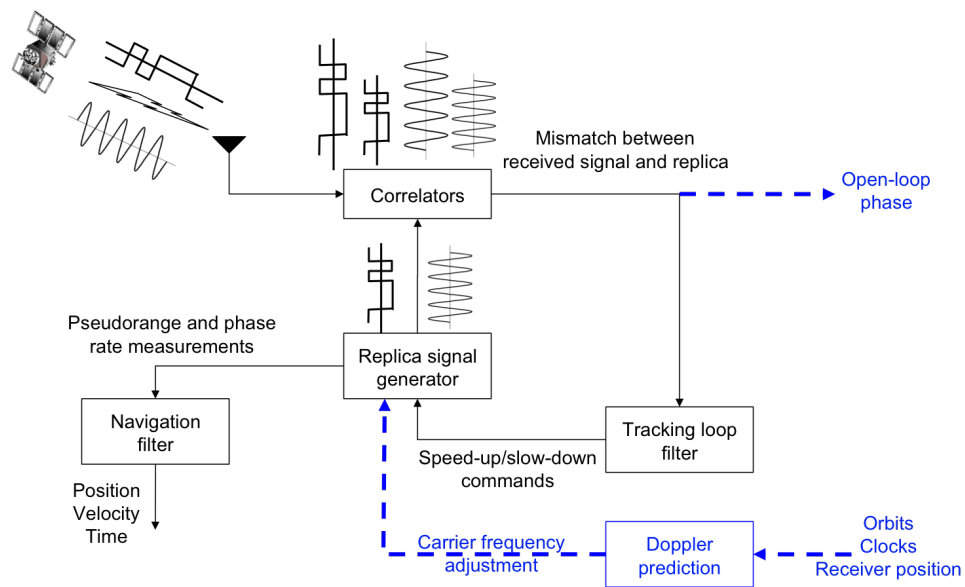 Mismatch between
received signal and replica
Correlators
Open-loop
phase
Pseudorange and phase
rate measurements
Replica signal
generator
Navigation
filter
Tracking loop
filter
Speed-up/slow-down
commands
Position
Velocity
Time
Carrier frequency
adjustment
Doppler
prediction
Orbits
Clocks
Receiver position